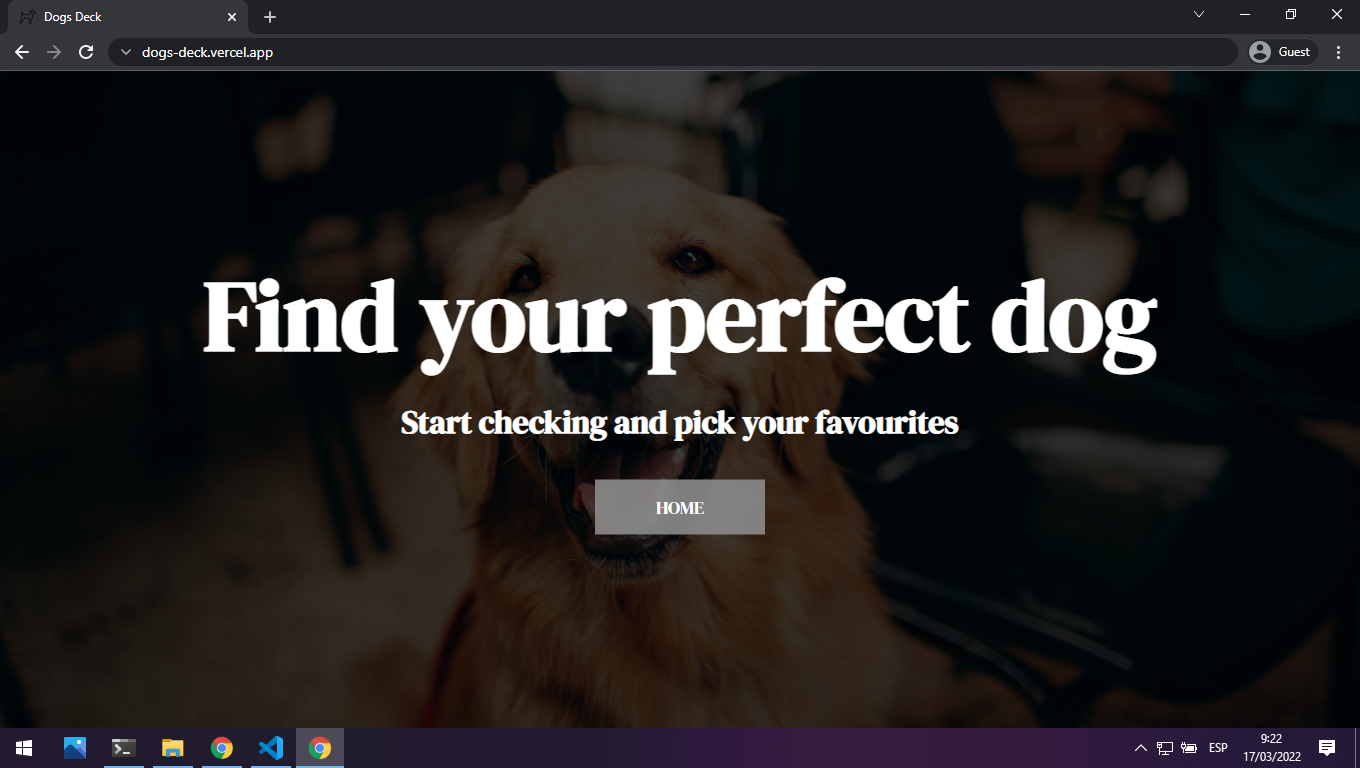 Dogs Deck
dogs-deck.vercel.app
Guest
Find your perfect dog
Start checking and pick your favourites
HOME
ESP
9:22
17/03/2022